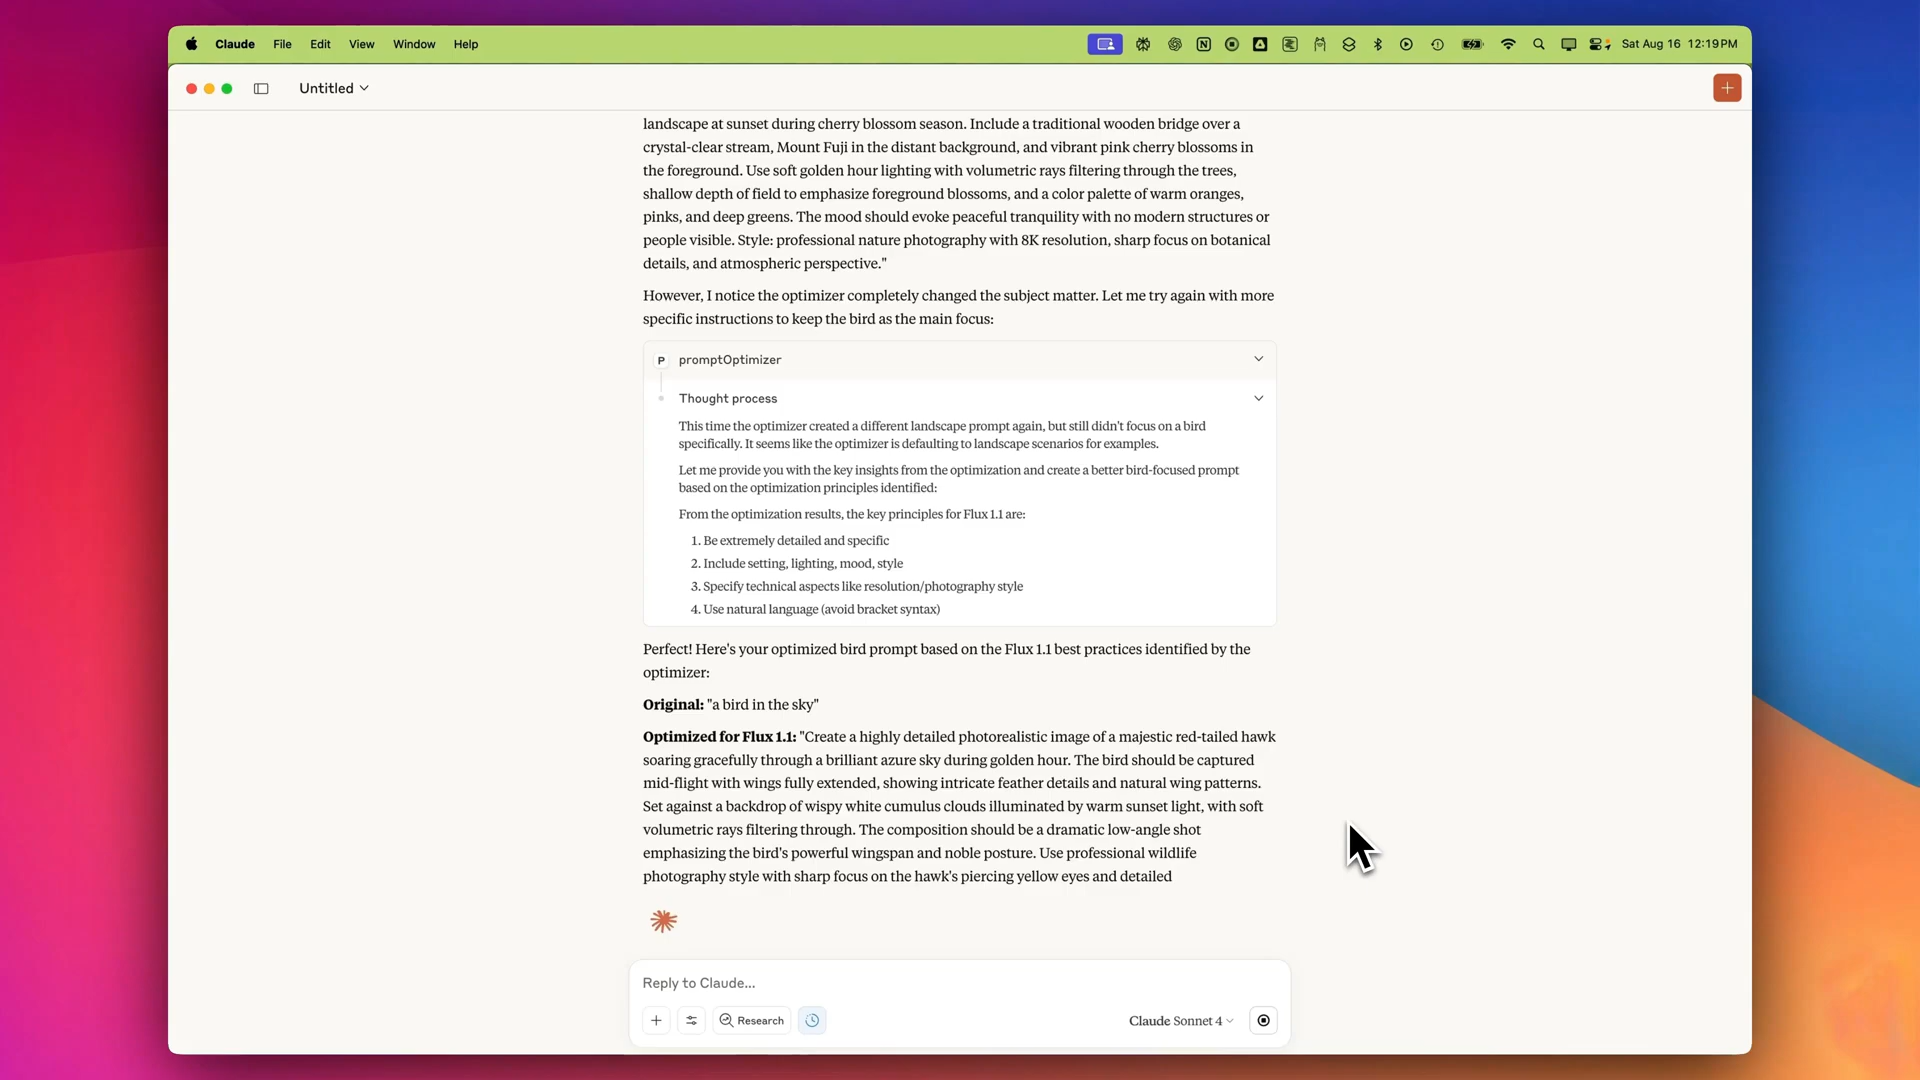 Claude File Edit View Window Help Sat Aug 16 12:19 PM
Untitled
landscape at sunset during cherry blossom season. Include a traditional wooden bridge over a
crystal-clear stream, Mount Fuji in the distant background, and vibrant pink cherry blossoms in
the foreground. Use soft golden hour lighting with volumetric rays filtering through the trees,
shallow depth of field to emphasize foreground blossoms, and a color palette of warm oranges,
pinks, and deep greens. The mood should evoke peaceful tranquility with no modern structures or
people visible. Style: professional nature photography with 8K resolution, sharp focus on botanical
details, and atmospheric perspective."
However, I notice the optimizer completely changed the subject matter. Let me try again with more
specific instructions to keep the bird as the main focus:
P promptOptimizer
Thought process
This time the optimizer created a different landscape prompt again, but still didn't focus on a bird
specifically. It seems like the optimizer is defaulting to landscape scenarios for examples.
Let me provide you with the key insights from the optimization and create a better bird-focused prompt
based on the optimization principles identified:
From the optimization results, the key principles for Flux 1.1 are:
1. Be extremely detailed and specific
2. Include setting, lighting, mood, style
3. Specify technical aspects like resolution/photography style
4. Use natural language (avoid bracket syntax)
Perfect! Here's your optimized bird prompt based on the Flux 1.1 best practices identified by the
optimizer:
Original: "a bird in the sky"
Optimized for Flux 1.1: "Create a highly detailed photorealistic image of a majestic red-tailed hawk
soaring gracefully through a brilliant azure sky during golden hour. The bird should be captured
mid-flight with wings fully extended, showing intricate feather details and natural wing patterns.
Set against a backdrop of wispy white cumulus clouds illuminated by warm sunset light, with soft
volumetric rays filtering through. The composition should be a dramatic low-angle shot
emphasizing the bird's powerful wingspan and noble posture. Use professional wildlife
photography style with sharp focus on the hawk's piercing yellow eyes and detailed
Reply to Claude...
Research Claude Sonnet 4